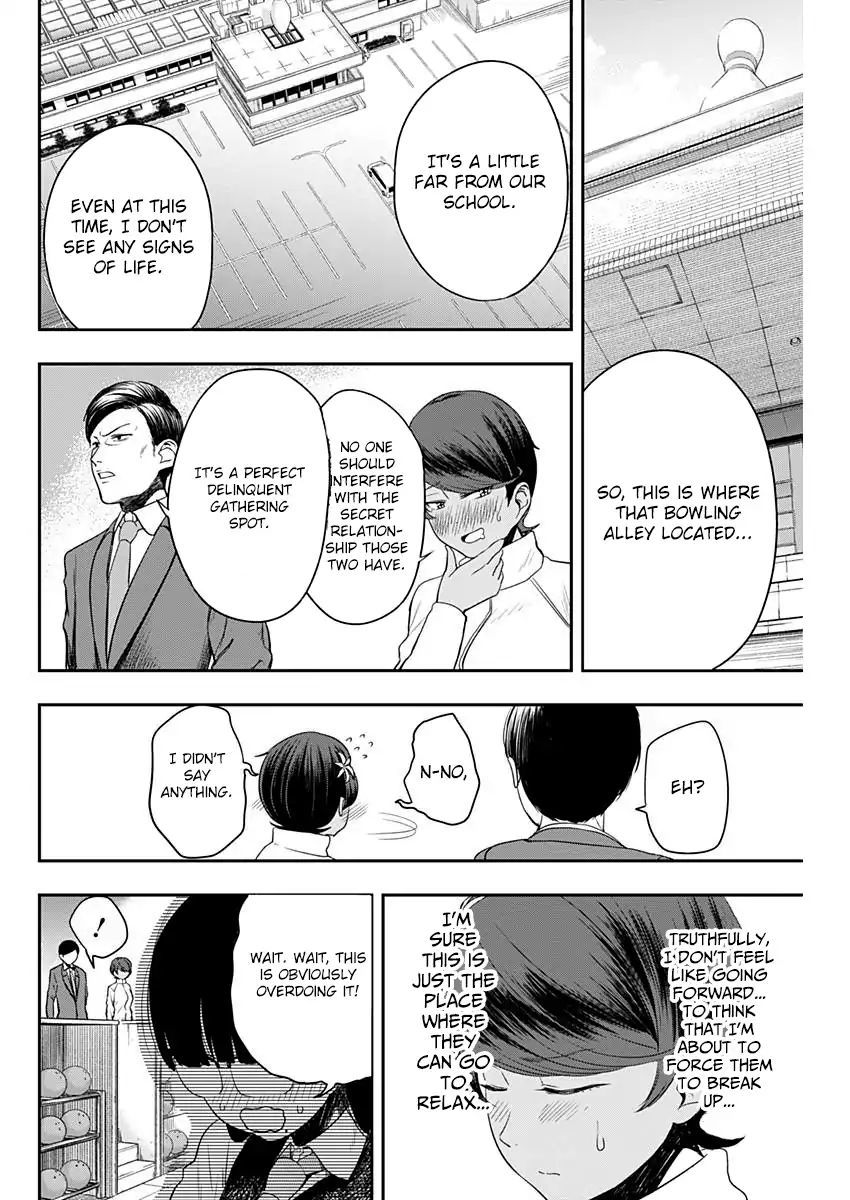 SO, THIS IS WHERE
THAT BOWLING
ALLEY LOCATED...
IT'S A LITTLE
FAR FROM OUR
SCHOOL.
EVEN AT THIS
TIME, I DON'T
SEE ANY SIGNS
OF LIFE.
NO ONE
SHOULD
INTERFERE
WITH THE
SECRET
RELATION-
SHIP THOSE
TWO HAVE.
IT'S A PERFECT
DELINQUENT
GATHERING
SPOT.
EH?
N-NO,
I DIDN'T
SAY
ANYTHING.
TRUTHFULLY,
I DON'T FEEL
LIKE GOING
FORWARD...
TO THINK
THAT I'M
ABOUT TO
FORCE THEM
TO BREAK
UP...
I'M
SURE
THIS IS
JUST THE
PLACE
WHERE
THEY
CAN GO
TO
RELAX...
WAIT. WAIT, THIS
IS OBVIOUSLY
OVERDOING IT!
!